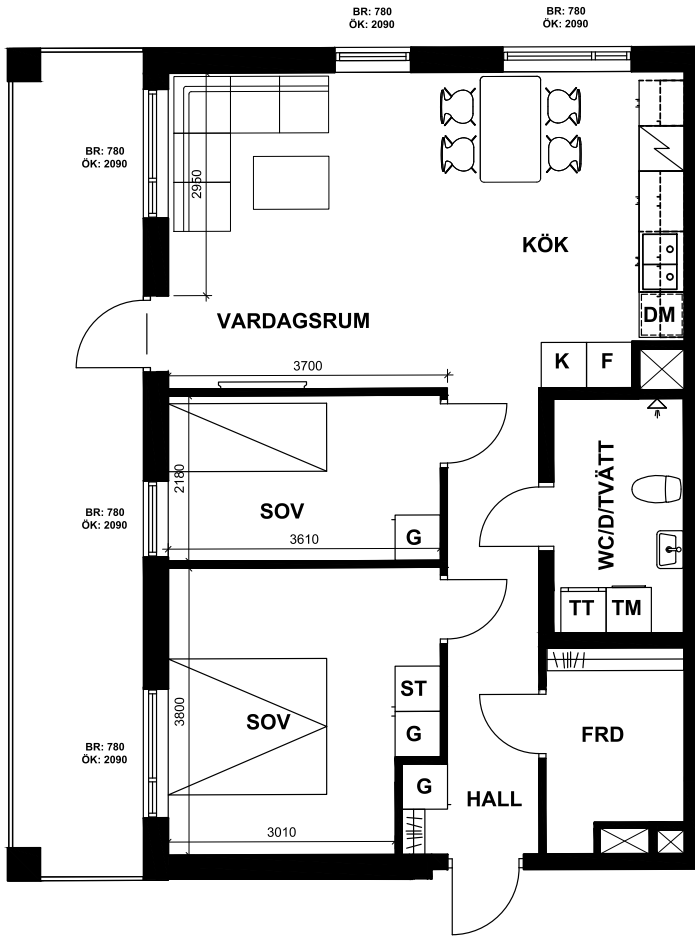 BR: 780
ÖK: 2090
BR: 780
ÖK: 2090
BR: 780
ÖK: 2090
2950
KÖK
VARDAGSRUM
DM
3700
K
F
2180
SOV
3610
G
WC/D/TVÄTT
BR: 780
ÖK: 2090
TT
TM
ST
3800
SOV
G
FRD
BR: 780
ÖK: 2090
G
HALL
3010